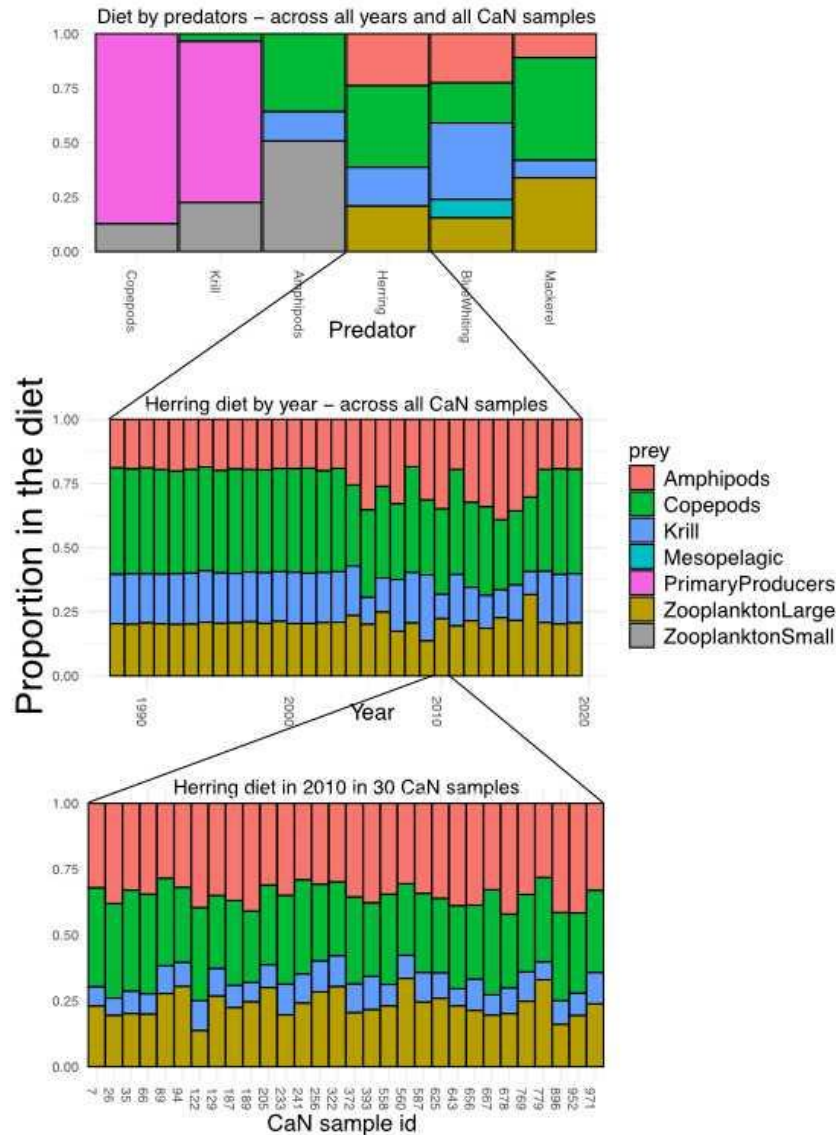 Diet by predators – across all years and all CaN samples
1.00
0.75
0.50
0.25
0.00
Copepods
Krill
Amphipods
Herring
BlueWhiting
Mackerel
Predator
Proportion in the diet
Herring diet by year – across all CaN samples
1.00
0.75
0.50
0.25
0.00
1990
2000
2010
2020
Year
prey
Amphipods
Copepods
Krill
Mesopelagic
PrimaryProducers
ZooplanktonLarge
ZooplanktonSmall
Herring diet in 2010 in 30 CaN samples
1.00
0.75
0.50
0.25
0.00
7
26
35
66
89
94
122
129
187
189
205
233
241
256
322
372
393
558
560
587
625
643
656
667
678
769
779
896
952
971
CaN sample id